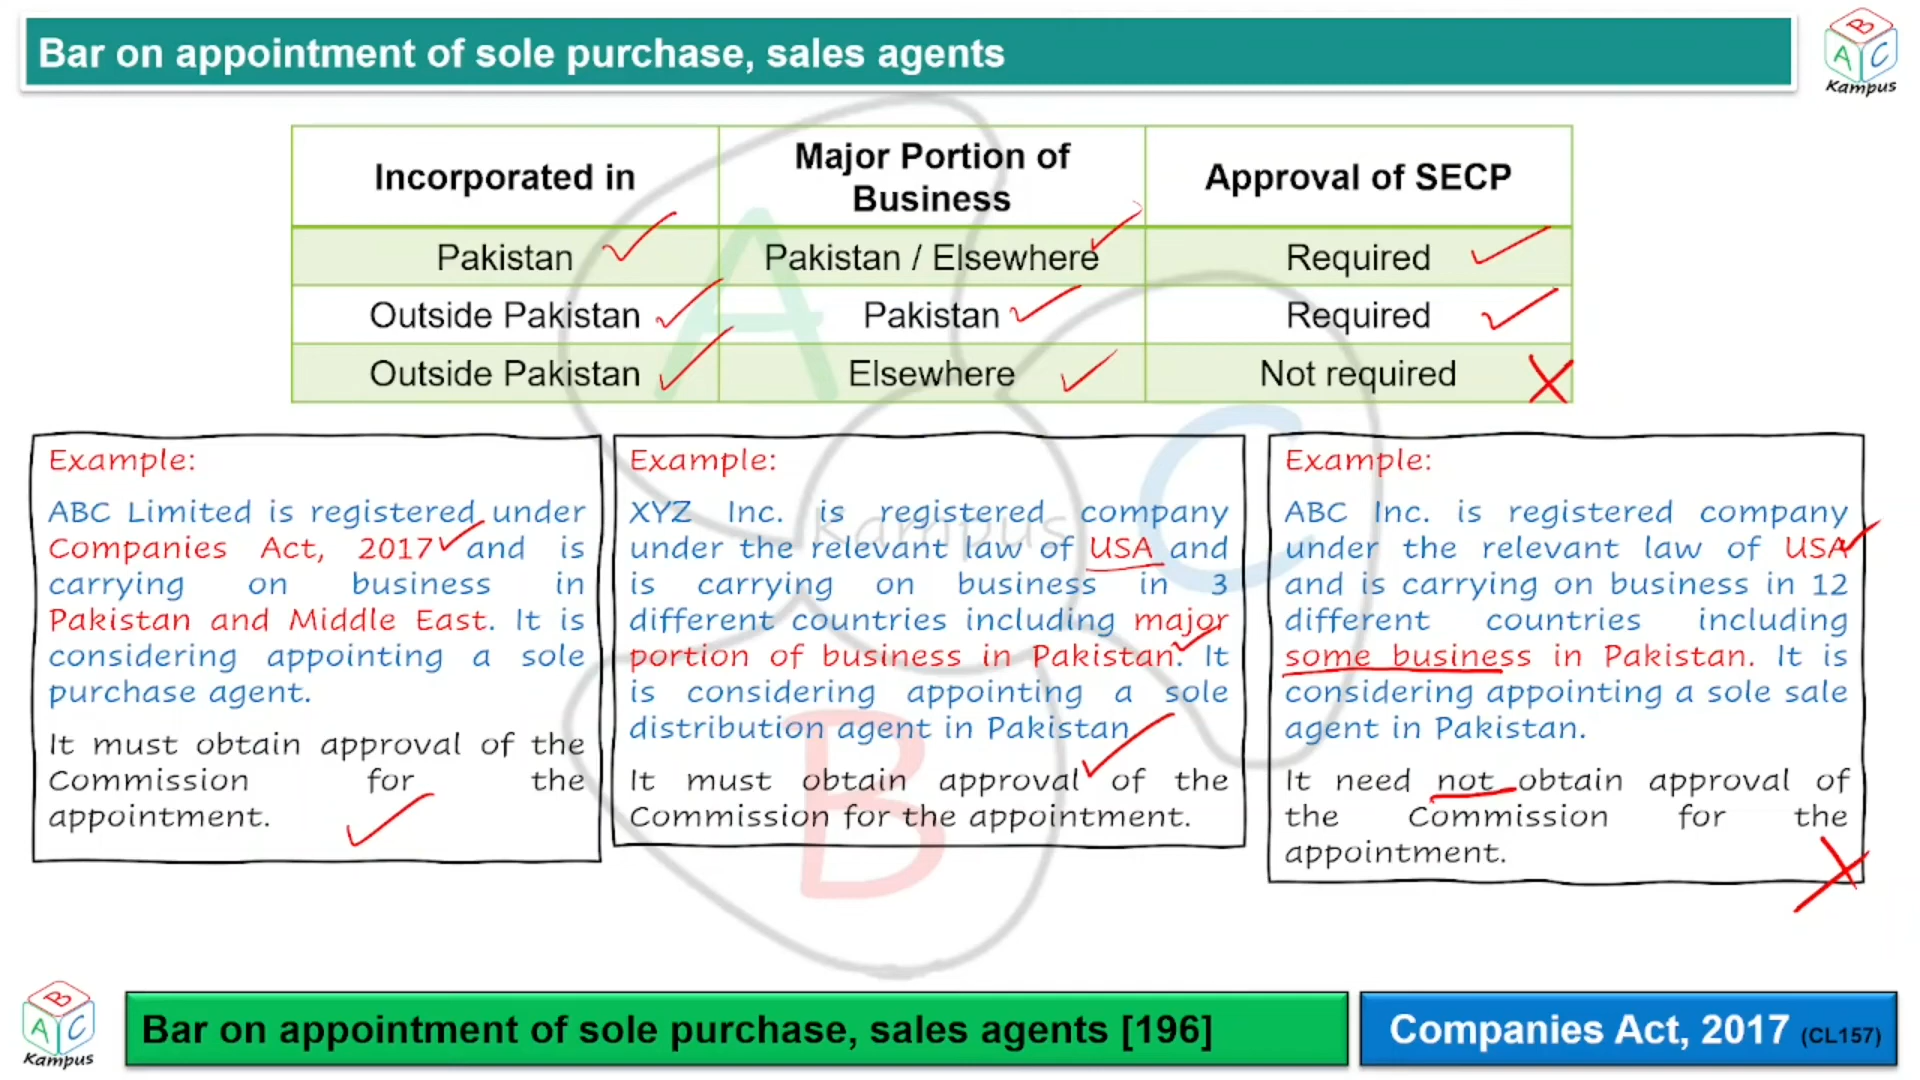 Bar on appointment of sole purchase, sales agents
B
A C
Kampus
Incorporated in
Major Portion of
Business
Approval of SECP
Pakistan
Pakistan / Elsewhere
Required
Outside Pakistan
Pakistan
Required
Outside Pakistan
Elsewhere
Not required
Example:
ABC Limited is registered under
Companies Act, 2017 and is
carrying on business in
Pakistan and Middle East. It is
considering appointing a sole
purchase agent.
It must obtain approval of the
Commission for the
appointment.
Example:
XYZ Inc. is registered company
under the relevant law of USA and
is carrying on business in 3
different countries including major
portion of business in Pakistan. It
is considering appointing a sole
distribution agent in Pakistan
It must obtain approval of the
Commission for the appointment.
Example:
ABC Inc. is registered company
under the relevant law of USA
and is carrying on business in 12
different countries including
some business in Pakistan. It is
considering appointing a sole sale
agent in Pakistan.
It need not obtain approval of
the Commission for the
appointment.
A
C
B
Kampus
B
A C
Kampus
Bar on appointment of sole purchase, sales agents [196]
Companies Act, 2017 (CL157)